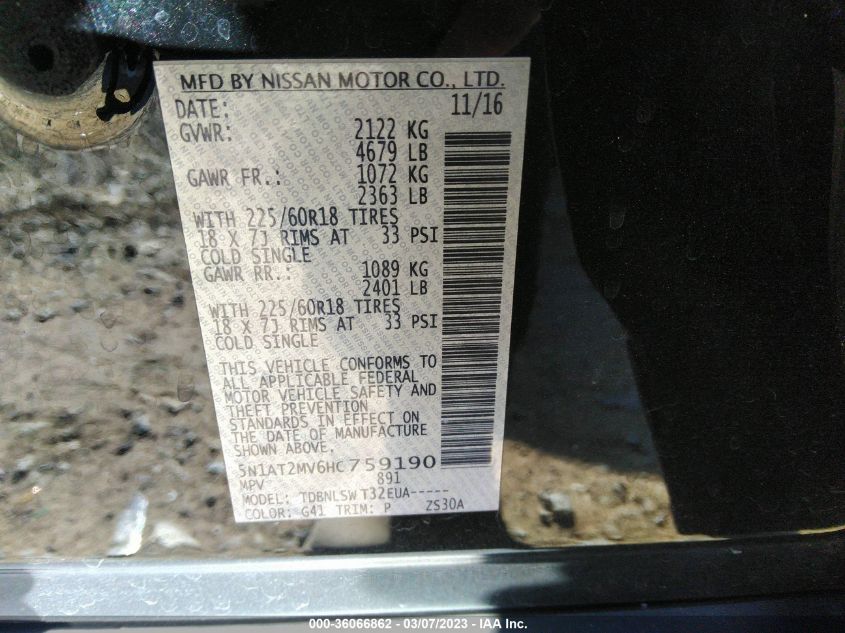 MFD BY NISSAN MOTOR CO., LTD.
DATE: 11/16
GVWR: 2122 KG
4679 LB
GAWR FR.: 1072 KG
2363 LB
WITH 225/60R18 TIRES
18 X 7J RIMS AT 33 PSI
COLD SINGLE
GAWR RR.: 1089 KG
2401 LB
WITH 225/60R18 TIRES
18 X 7J RIMS AT 33 PSI
COLD SINGLE
THIS VEHICLE CONFORMS TO
ALL APPLICABLE FEDERAL
MOTOR VEHICLE SAFETY AND
THEFT PREVENTION
STANDARDS IN EFFECT ON
THE DATE OF MANUFACTURE
SHOWN ABOVE.
5N1AT2MV6HC759190
MPV 891
MODEL: TDBNLSW T32EUA-----
COLOR: G41 TRIM: P ZS30A
000-36066862 - 03/07/2023 - IAA Inc.